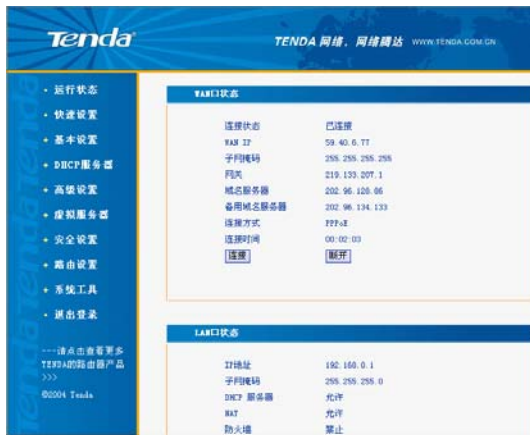 Tenda
TENDA 网络，网络腾达 WWW.TENDA.COM.CN
· 运行状态
· 快速设置
+ 基本设置
+ DHCP服务器
+ 高级设置
+ 虚拟服务器
+ 安全设置
+ 路由设置
+ 系统工具
· 退出登录
---请点击查看更多
TENDA的路由器产品
>>>
©2004 Tenda
WAN口状态
连接状态 已连接
WAN IP 59.40.6.77
子网掩码 255.255.255.255
网关 219.133.207.1
域名服务器 202.96.128.86
备用域名服务器 202.96.134.133
连接方式 PPPoE
连接时间 00:02:03
连接 断开
LAN口状态
IP地址 192.168.0.1
子网掩码 255.255.255.0
DHCP 服务器 允许
NAT 允许
防火墙 禁止